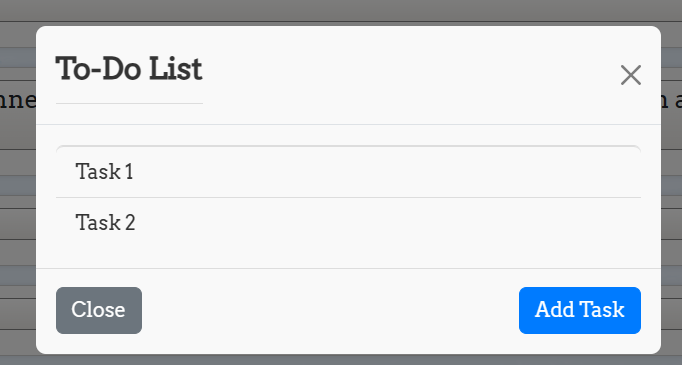 To-Do List
Task 1
Task 2
Close
Add Task